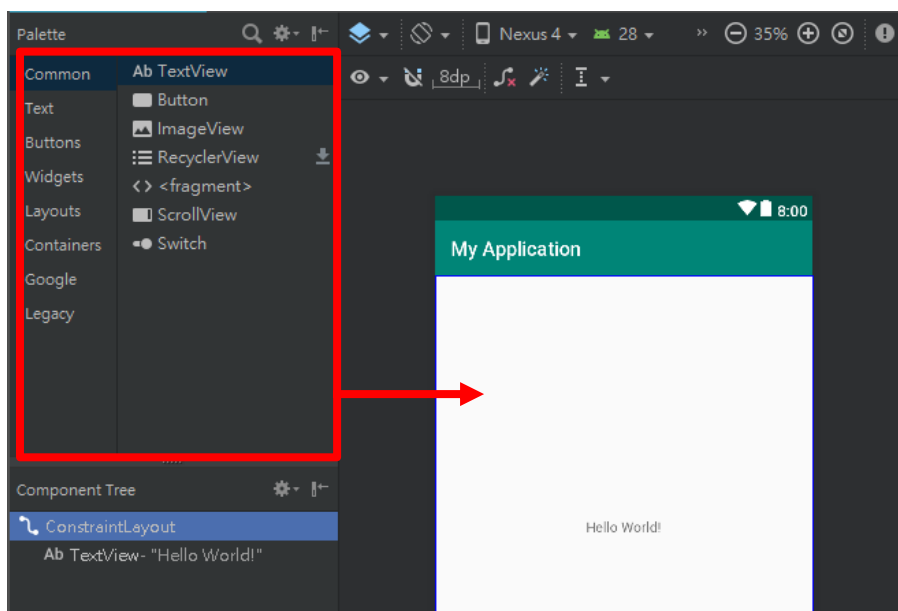 Palette
Nexus 4
28
35%
8dp
Common
Text
Buttons
Widgets
Layouts
Containers
Google
Legacy
Ab TextView
Button
ImageView
RecyclerView
<fragment>
ScrollView
Switch
8:00
My Application
Hello World!
Component Tree
ConstraintLayout
Ab TextView- "Hello World!"